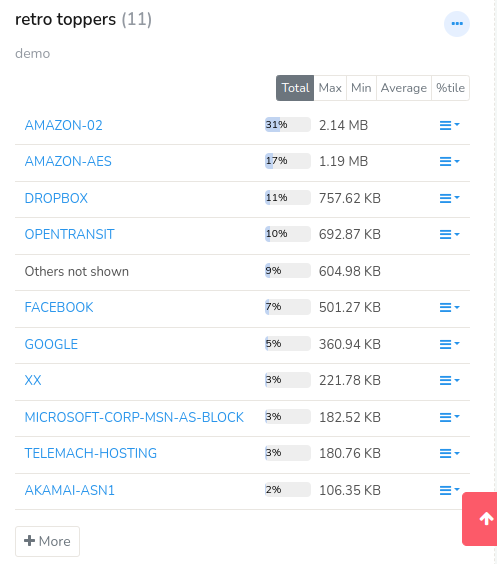 retro toppers (11)
demo
Total Max Min Average %tile
AMAZON-02 31% 2.14 MB
AMAZON-AES 17% 1.19 MB
DROPBOX 11% 757.62 KB
OPENTRANSIT 10% 692.87 KB
Others not shown 9% 604.98 KB
FACEBOOK 7% 501.27 KB
GOOGLE 5% 360.94 KB
XX 3% 221.78 KB
MICROSOFT-CORP-MSN-AS-BLOCK 3% 182.52 KB
TELEMACH-HOSTING 3% 180.76 KB
AKAMAI-ASN1 2% 106.35 KB
+ More